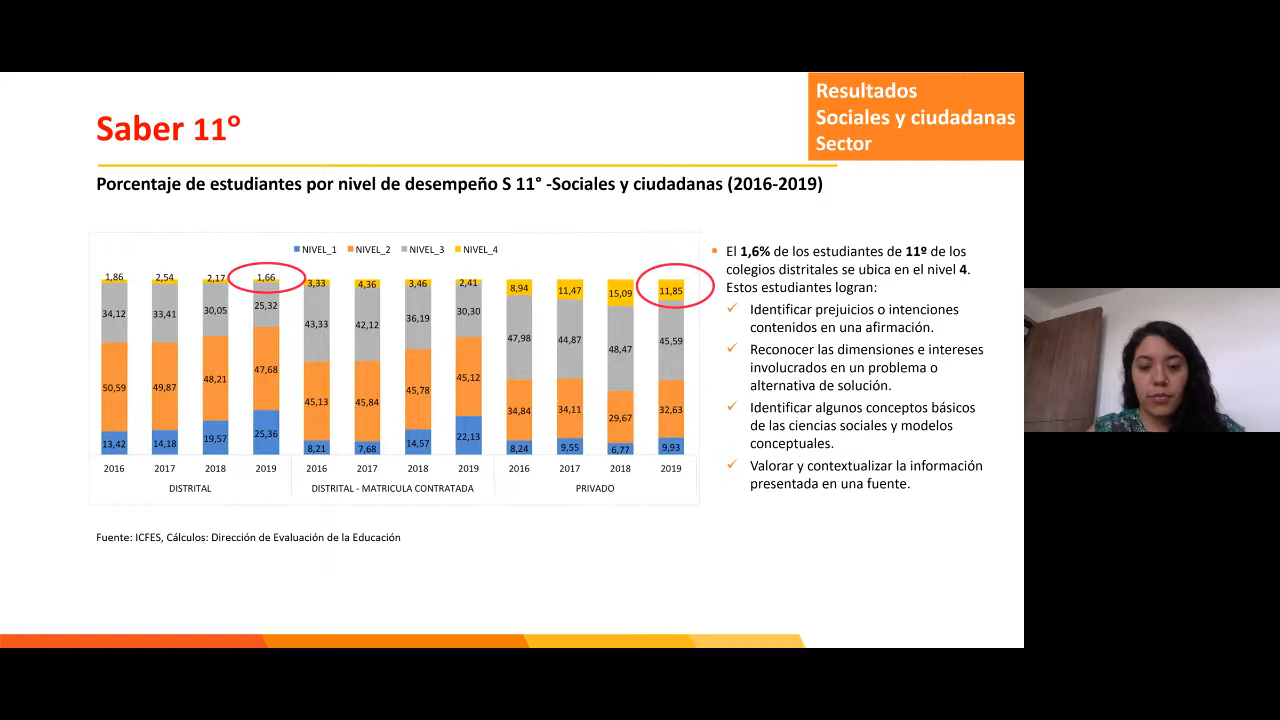 Resultados
Sociales y ciudadanas
Sector
Saber 11º
Porcentaje de estudiantes por nivel de desempeño S 11° -Sociales y ciudadanas (2016-2019)
NIVEL_1 NIVEL_2 NIVEL_3 NIVEL_4
1,86 2,54 2,17 1,66 3,33 4,36 3,46 2,41 8,94 11,47 15,09 11,85
34,12 33,41 30,05 25,32 43,33 42,12 36,19 30,30 47,98 44,87 48,47 45,59
50,59 49,87 48,21 47,68 45,13 45,84 45,78 45,12 34,84 34,11 29,67 32,63
13,42 14,18 19,57 25,36 8,21 7,68 14,57 22,13 8,24 9,55 6,77 9,93
2016 2017 2018 2019 2016 2017 2018 2019 2016 2017 2018 2019
DISTRITAL DISTRITAL - MATRICULA CONTRATADA PRIVADO
El 1,6% de los estudiantes de 11º de los
colegios distritales se ubica en el nivel 4.
Estos estudiantes logran:
Identificar prejuicios o intenciones
contenidos en una afirmación.
Reconocer las dimensiones e intereses
involucrados en un problema o
alternativa de solución.
Identificar algunos conceptos básicos
de las ciencias sociales y modelos
conceptuales.
Valorar y contextualizar la información
presentada en una fuente.
Fuente: ICFES, Cálculos: Dirección de Evaluación de la Educación